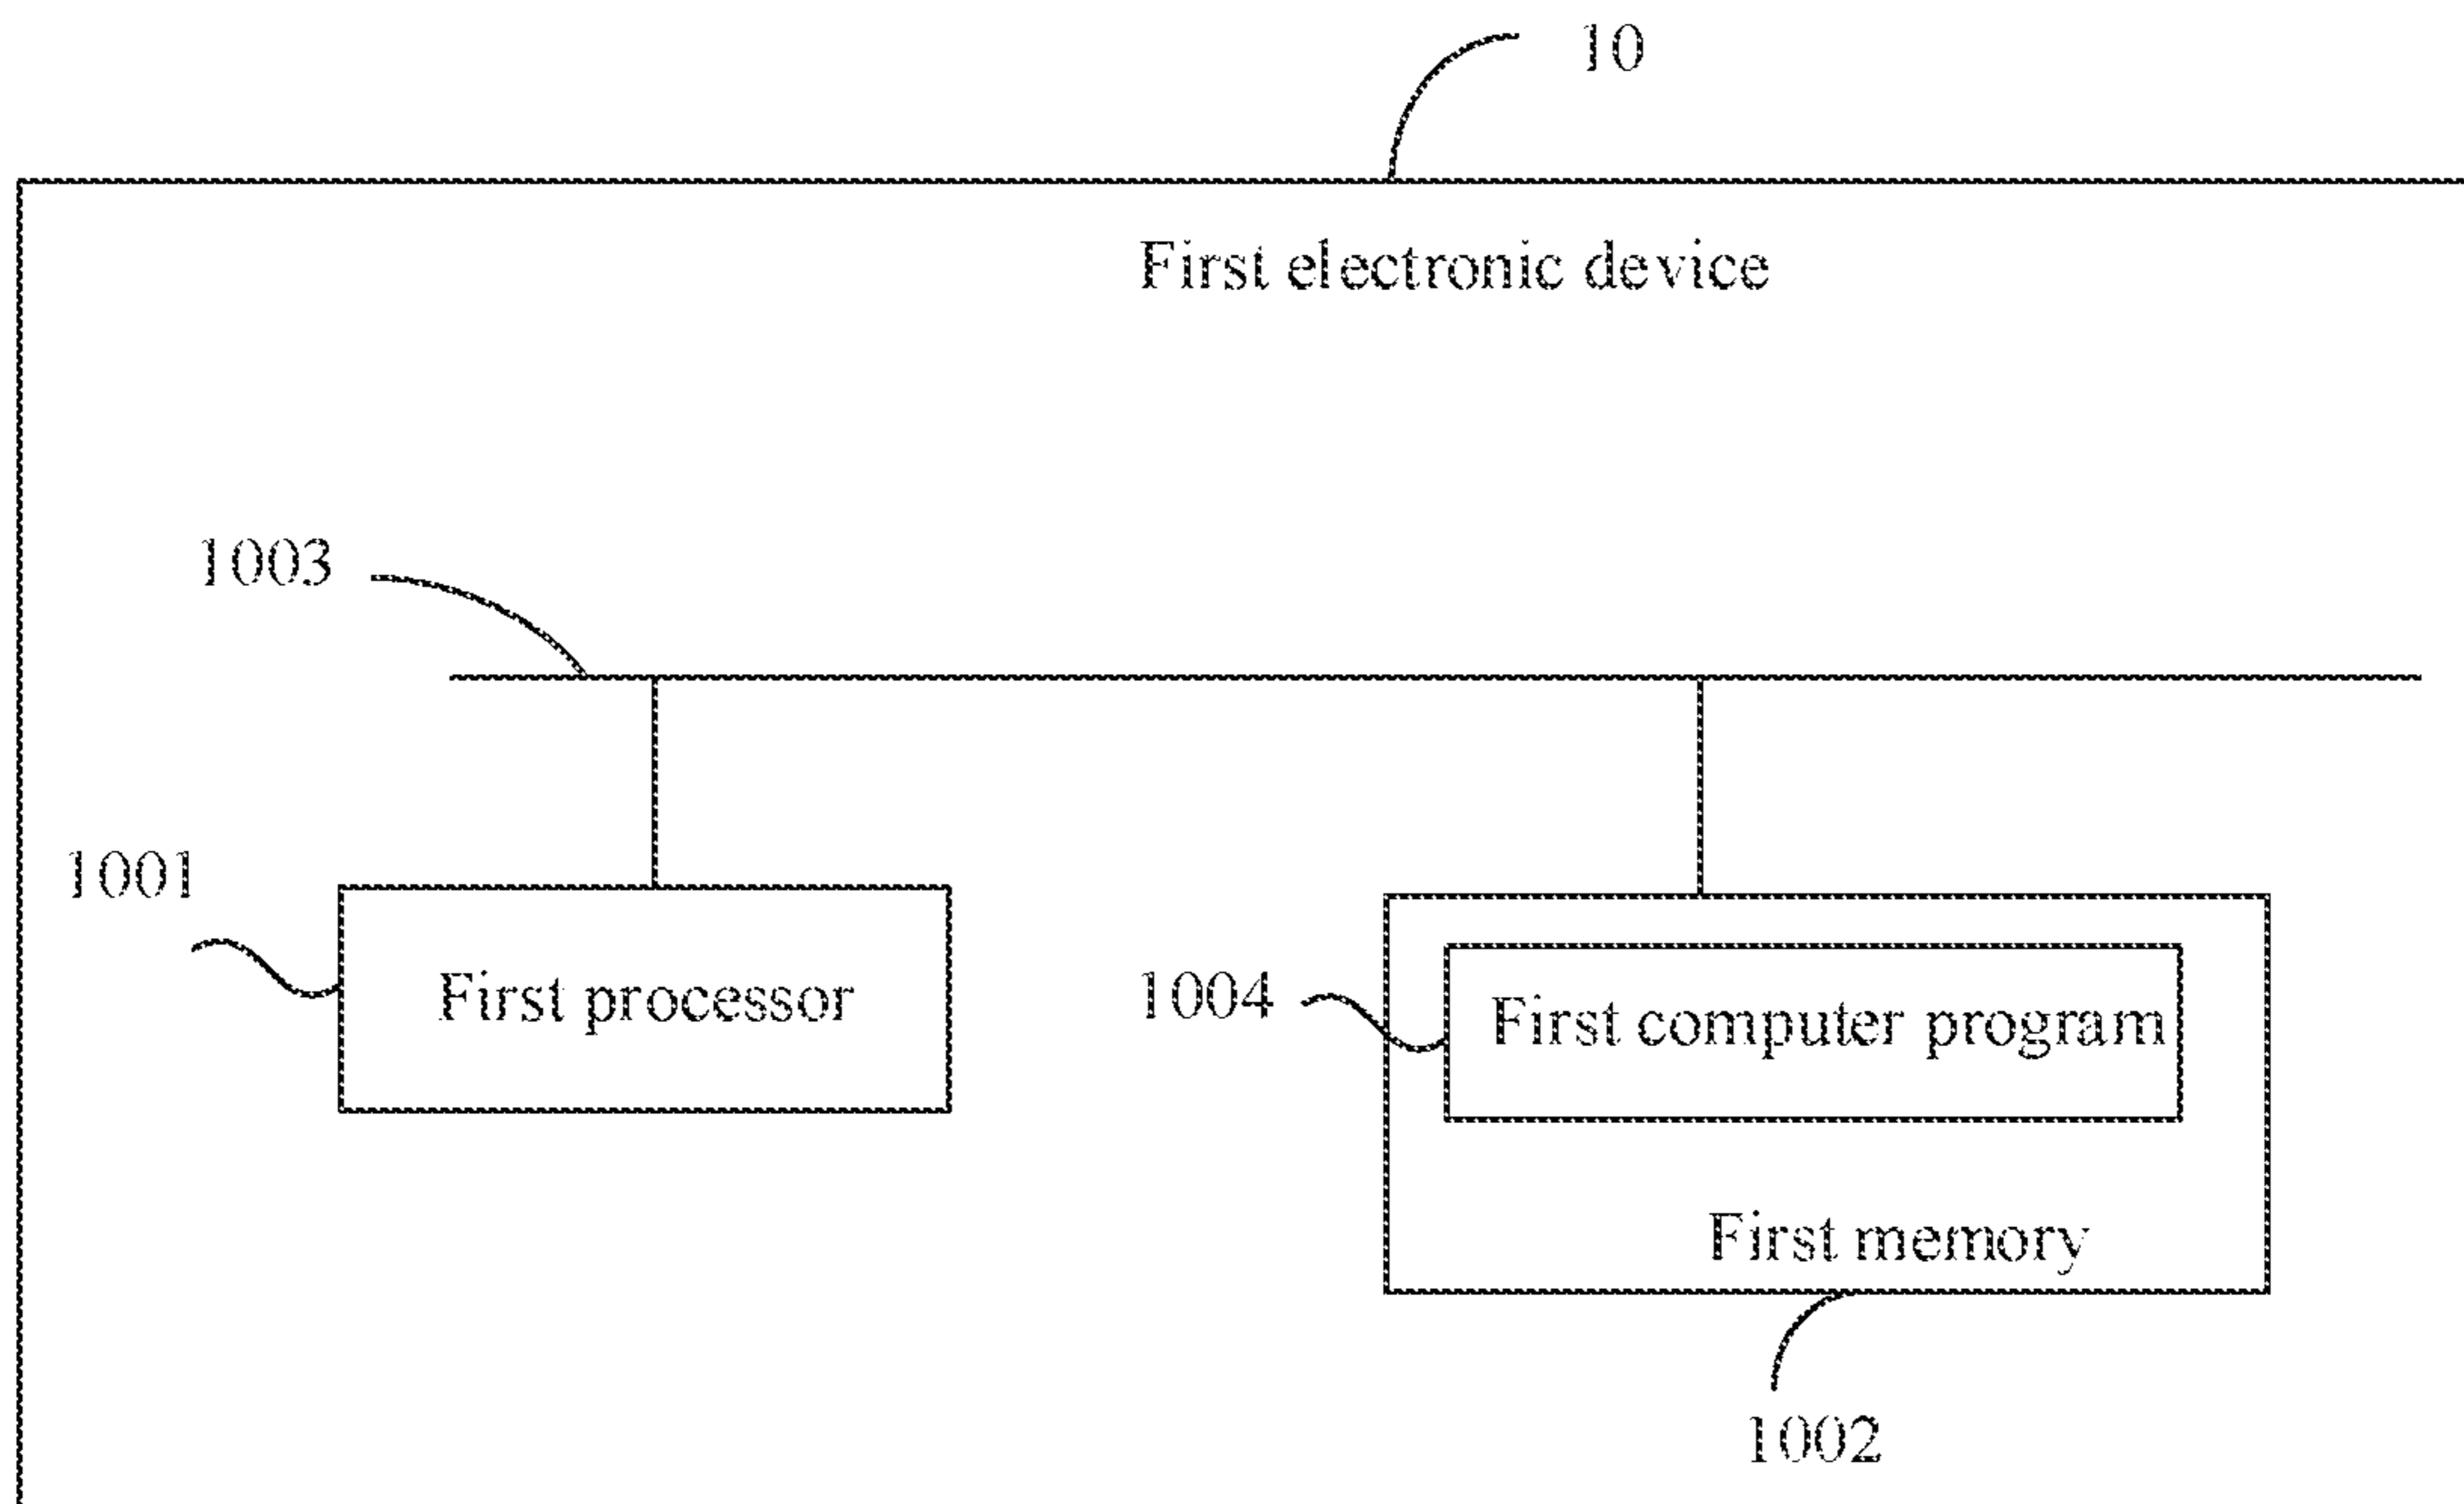 10
First electronic device
1003
1001
First processor
1004
First computer program
First memory
1002